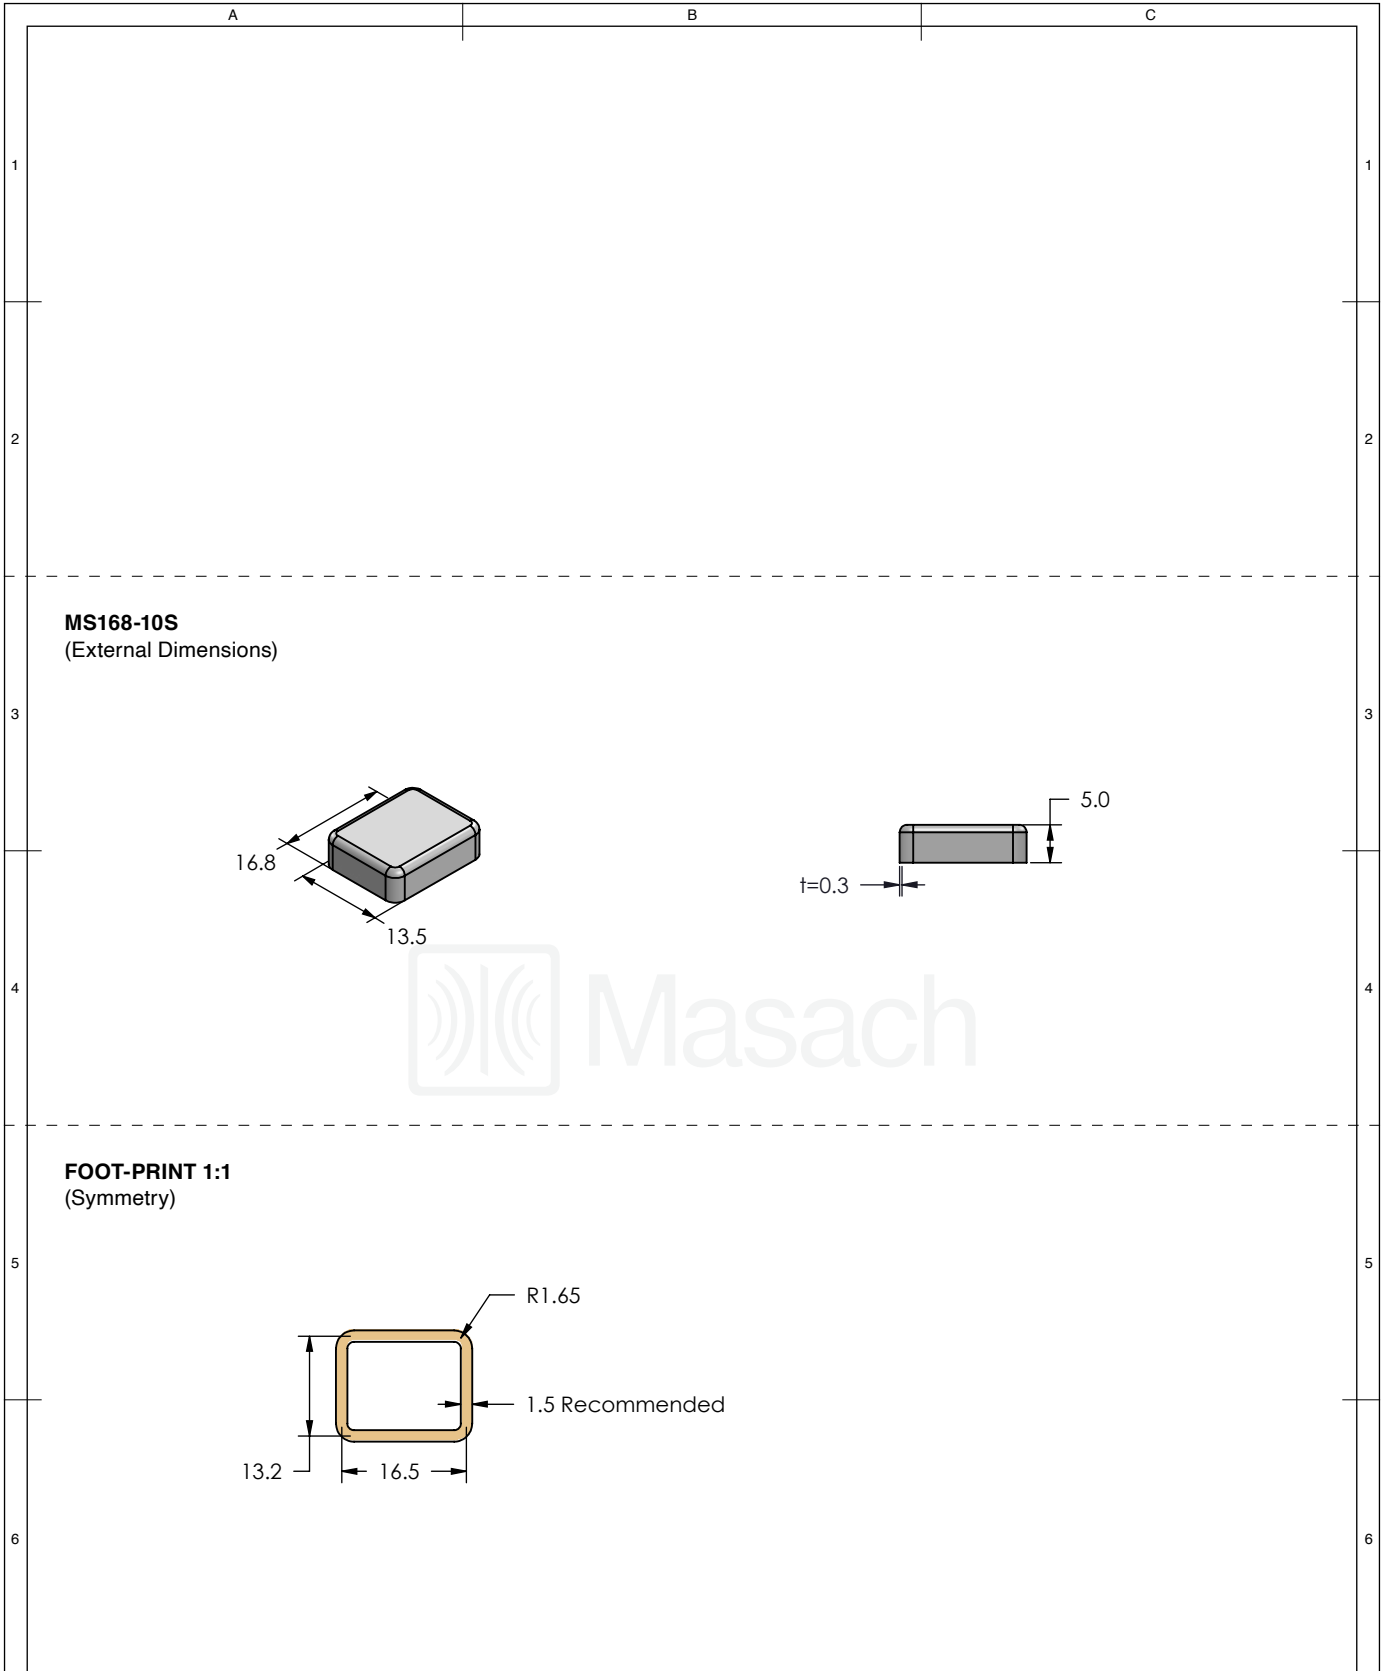 A B C
1 1
2 2
MS168-10S
(External Dimensions)
3 3
5.0
16.8
t=0.3
13.5
Masach
4 4
FOOT-PRINT 1:1
(Symmetry)
5 5
R1.65
1.5 Recommended
13.2 16.5
6 6